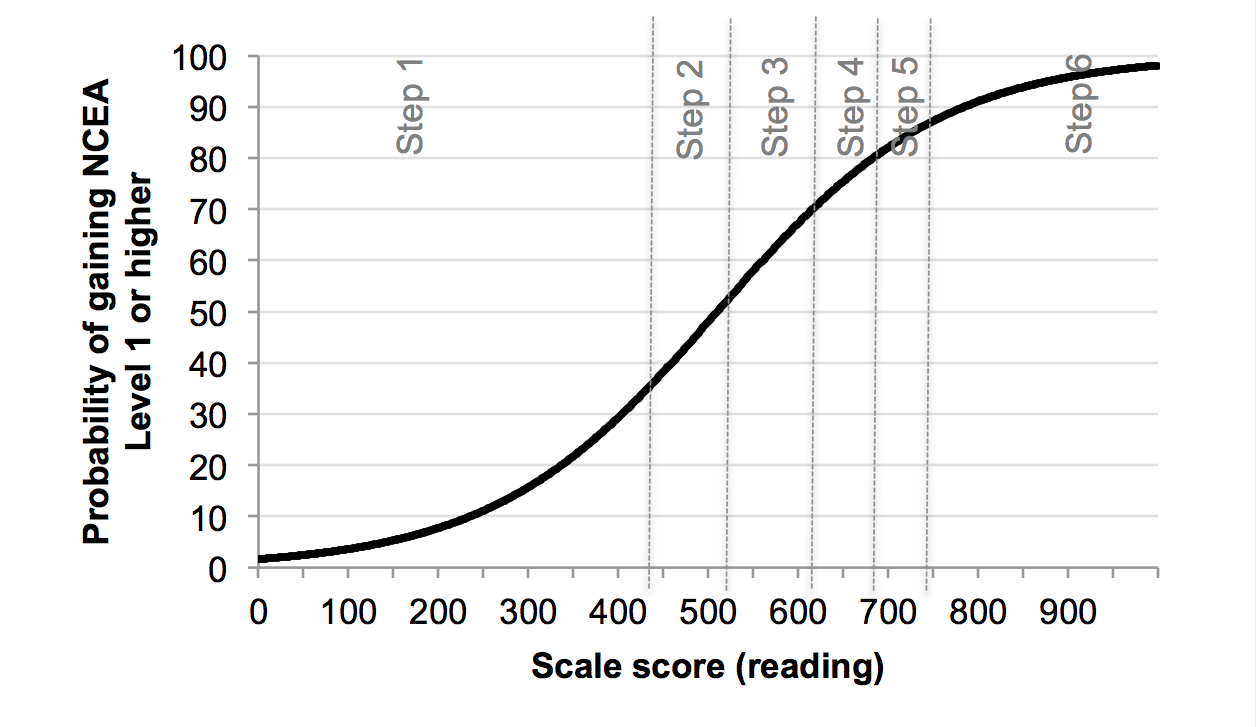 Probability of gaining NCEA
Level 1 or higher
100
90
80
70
60
50
40
30
20
10
0
Step 1
Step 2
Step 3
Step 4
Step 5
Step 6
0 100 200 300 400 500 600 700 800 900
Scale score (reading)